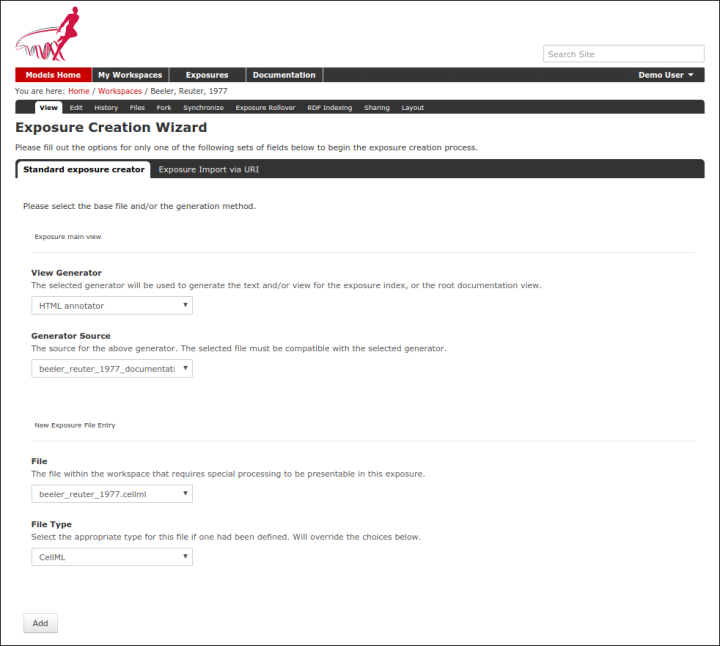 Search Site
Models Home My Workspaces Exposures Documentation Demo User ▼
You are here: Home / Workspaces / Beeler, Reuter, 1977
View Edit History Files Fork Synchronize Exposure Rollover RDF Indexing Sharing Layout
Exposure Creation Wizard
Please fill out the options for only one of the following sets of fields below to begin the exposure creation process.
Standard exposure creator Exposure Import via URI
Please select the base file and/or the generation method.
Exposure main view
View Generator
The selected generator will be used to generate the text and/or view for the exposure index, or the root documentation view.
HTML annotator
Generator Source
The source for the above generator. The selected file must be compatible with the selected generator.
beeler_reuter_1977_documentati
New Exposure File Entry
File
The file within the workspace that requires special processing to be presentable in this exposure.
beeler_reuter_1977.cellml
File Type
Select the appropriate type for this file if one had been defined. Will override the choices below.
CellML
Add